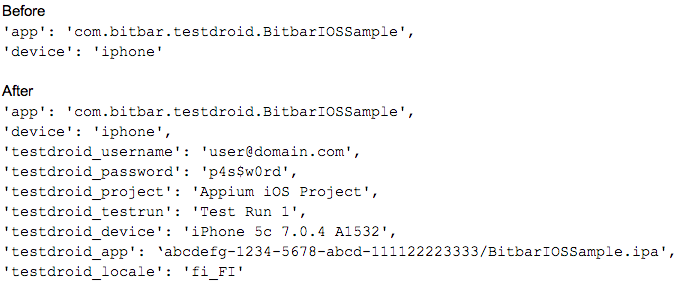 Before
'app': 'com.bitbar.testdroid.BitbarIOSSample',
'device': 'iphone'
After
'app': 'com.bitbar.testdroid.BitbarIOSSample',
'device': 'iphone',
'testdroid_username': 'user@domain.com',
'testdroid_password': 'p4s$w0rd',
'testdroid_project': 'Appium iOS Project',
'testdroid_testrun': 'Test Run 1',
'testdroid_device': 'iPhone 5c 7.0.4 A1532',
'testdroid_app': ‘abcdefg-1234-5678-abcd-111122223333/BitbarIOSSample.ipa',
'testdroid_locale': 'fi_FI'